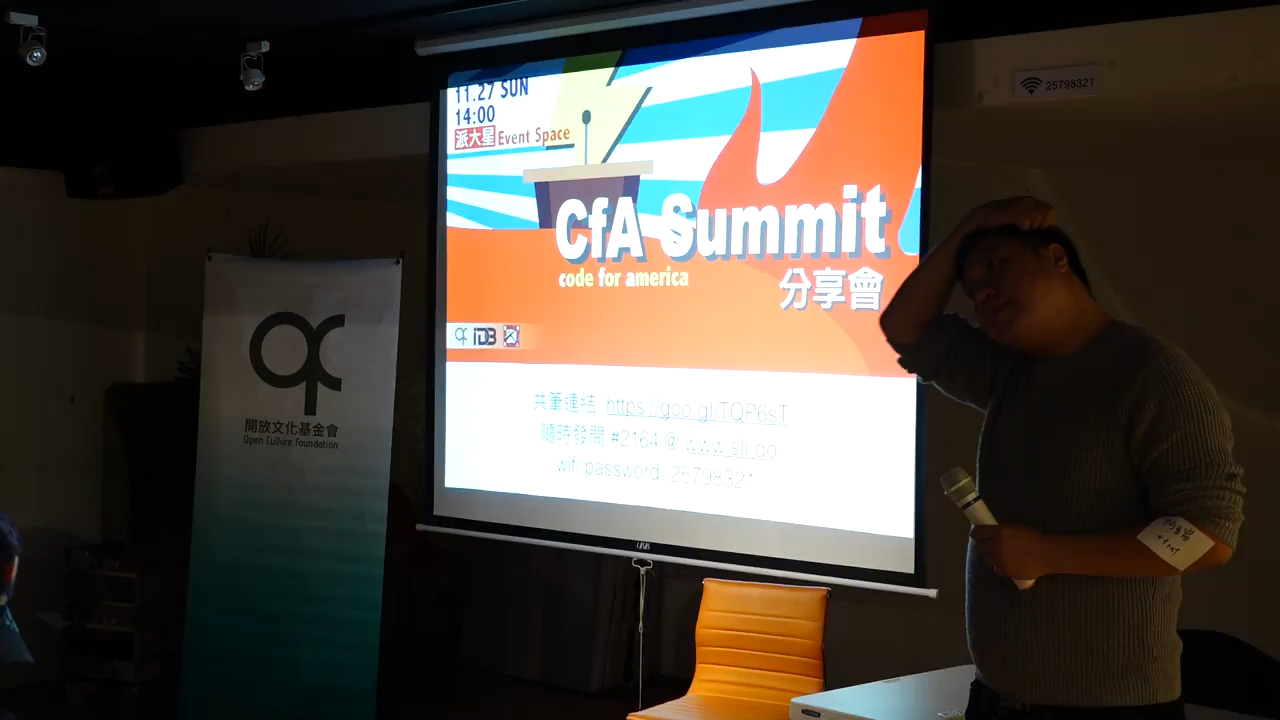 11.27 SUN
14:00
派大星 Event Space
CfA Summit
code for america
分享會
IDB
共筆連結 https://goo.gl/TQP6sT
隨時發問 #2164 @ www.sli.co
wifi password: 25798321
25798321
開放文化基金會
Open Culture Foundation